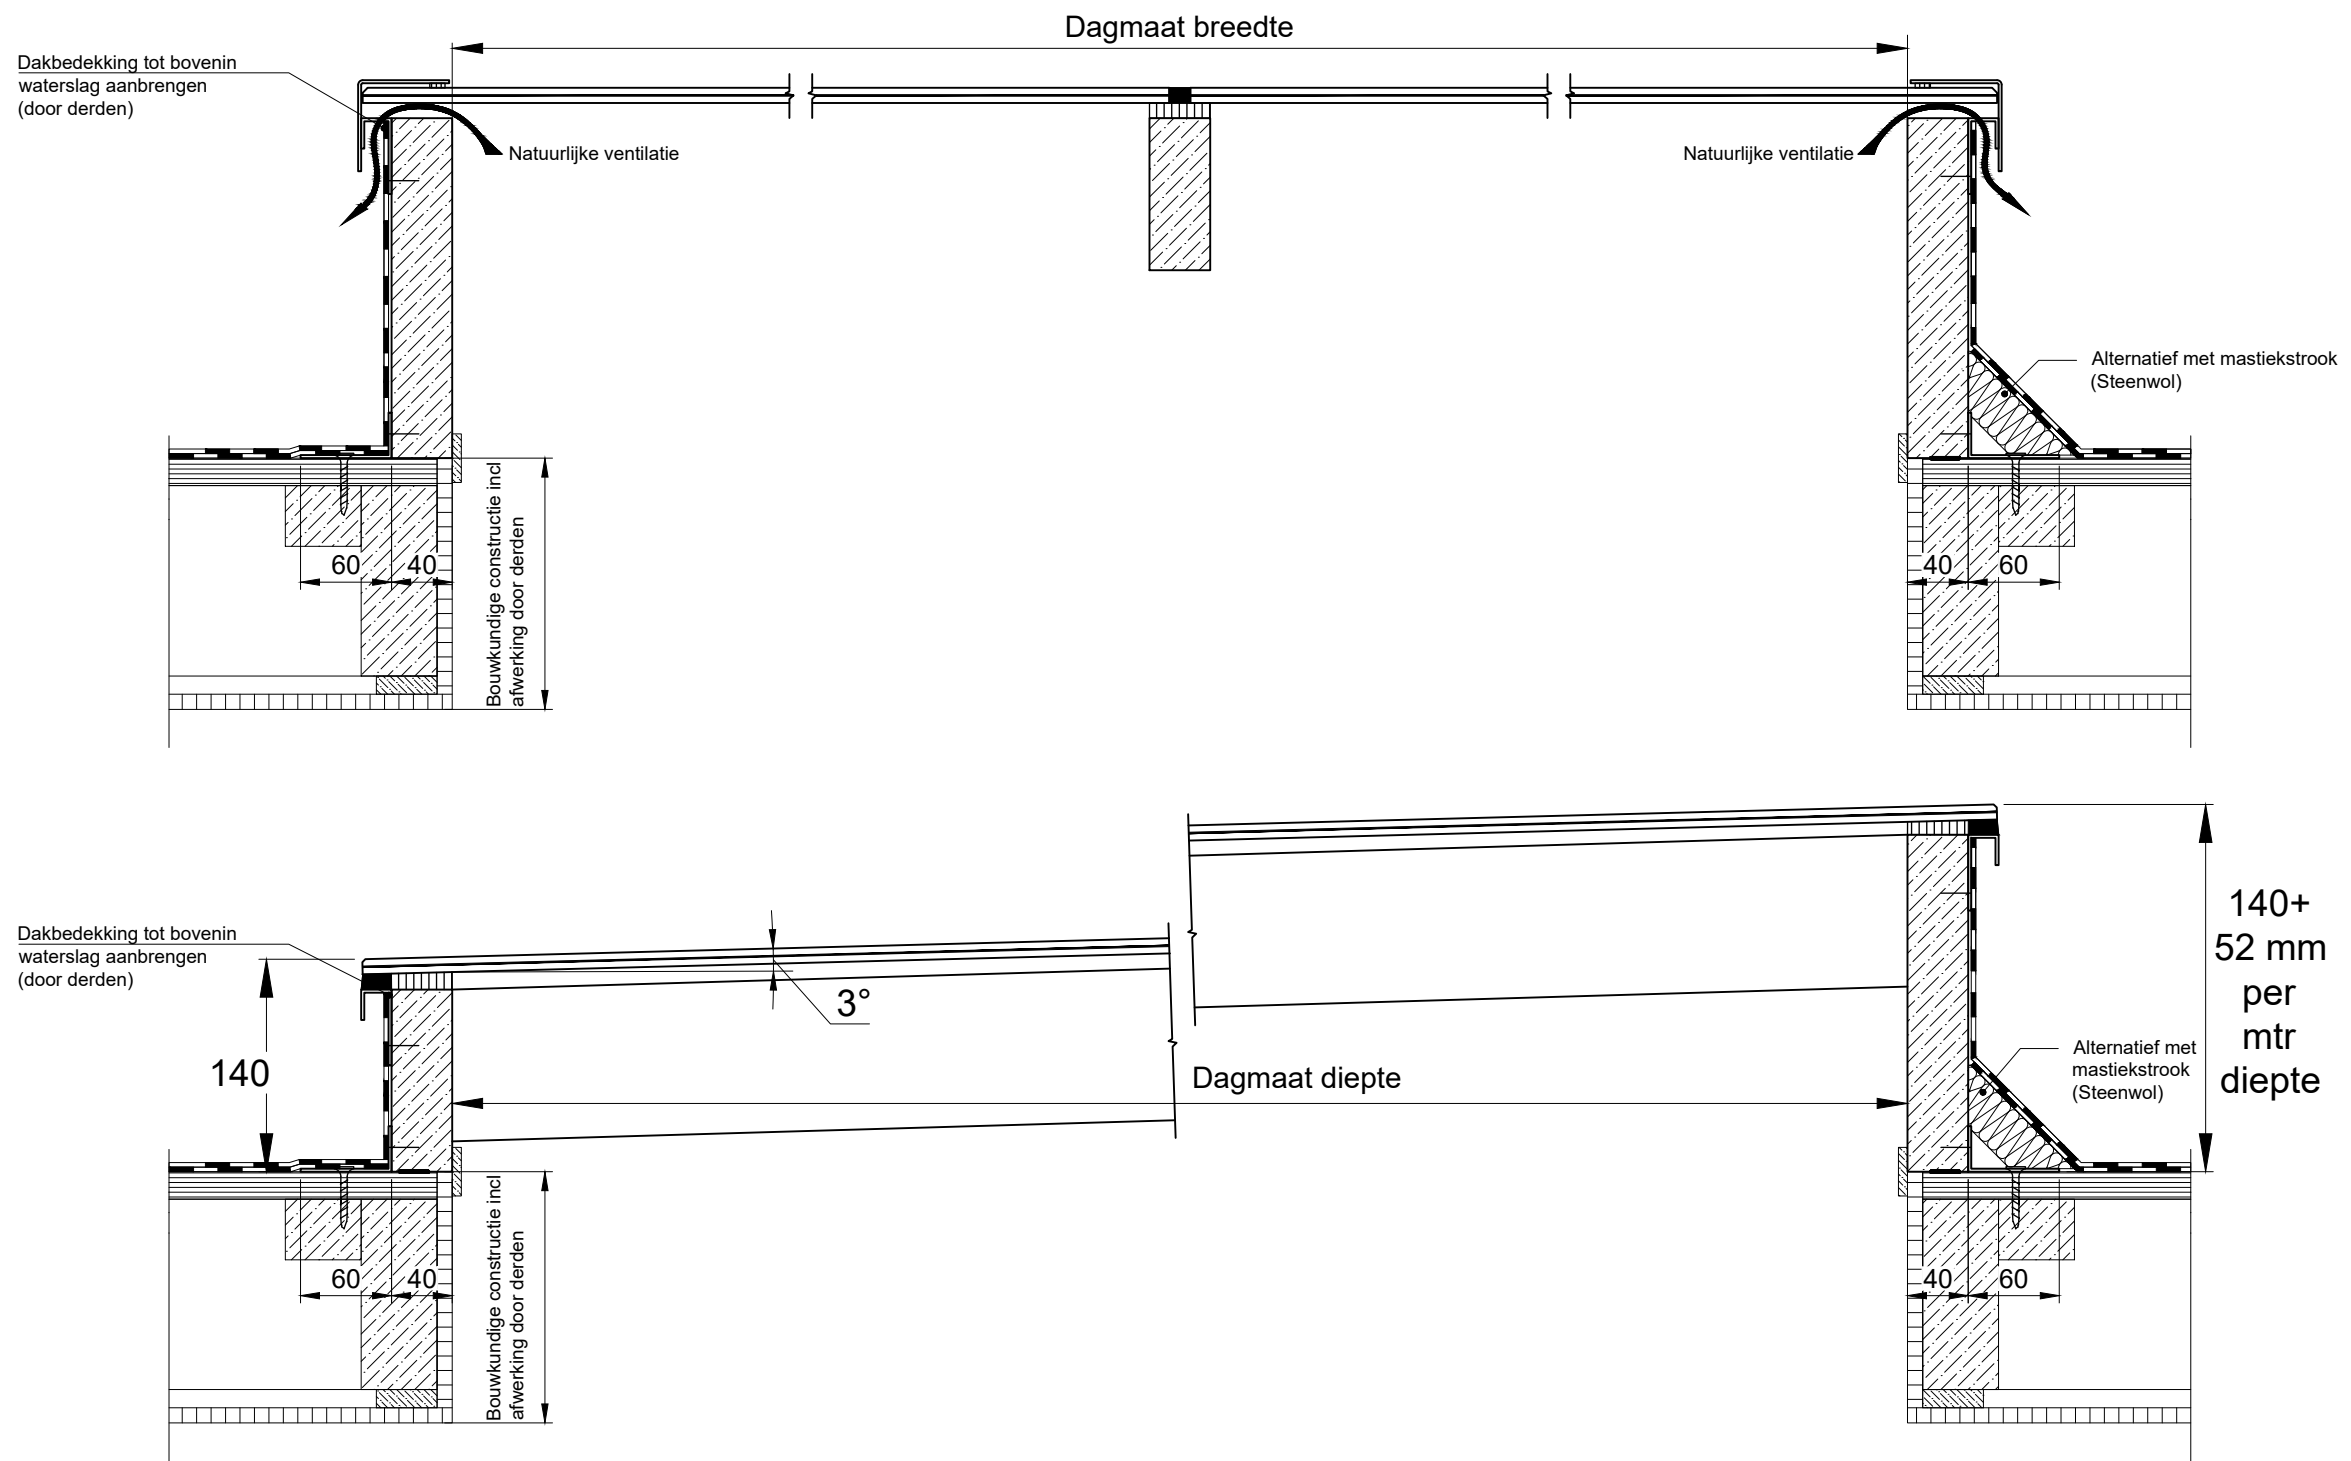 Dagmaat breedte
Dakbedekking tot bovenin
waterslag aanbrengen
(door derden)
Natuurlijke ventilatie
Natuurlijke ventilatie
Alternatief met mastiekstrook
(Steenwol)
60
40
Bouwkundige constructie incl
afwerking door derden
40
60
Dakbedekking tot bovenin
waterslag aanbrengen
(door derden)
140
3°
Dagmaat diepte
140+
52 mm
per
mtr
diepte
Alternatief met
mastiekstrook
(Steenwol)
60
40
Bouwkundige constructie incl
afwerking door derden
40
60